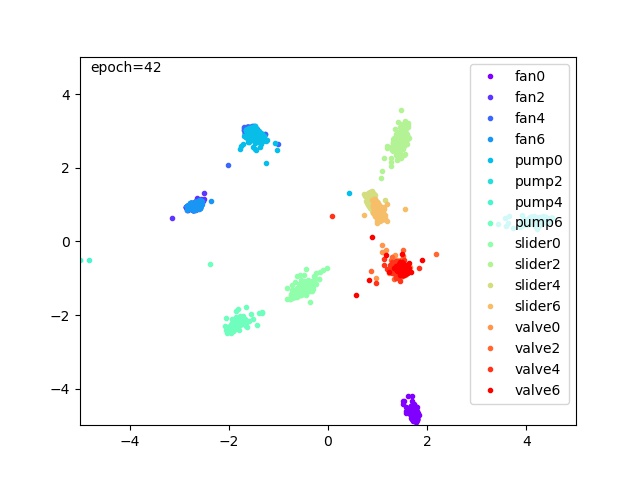 epoch=42
fan0
fan2
fan4
fan6
pump0
pump2
pump4
pump6
slider0
slider2
slider4
slider6
valve0
valve2
valve4
valve6
4
2
0
−2
−4
−4 −2 0 2 4